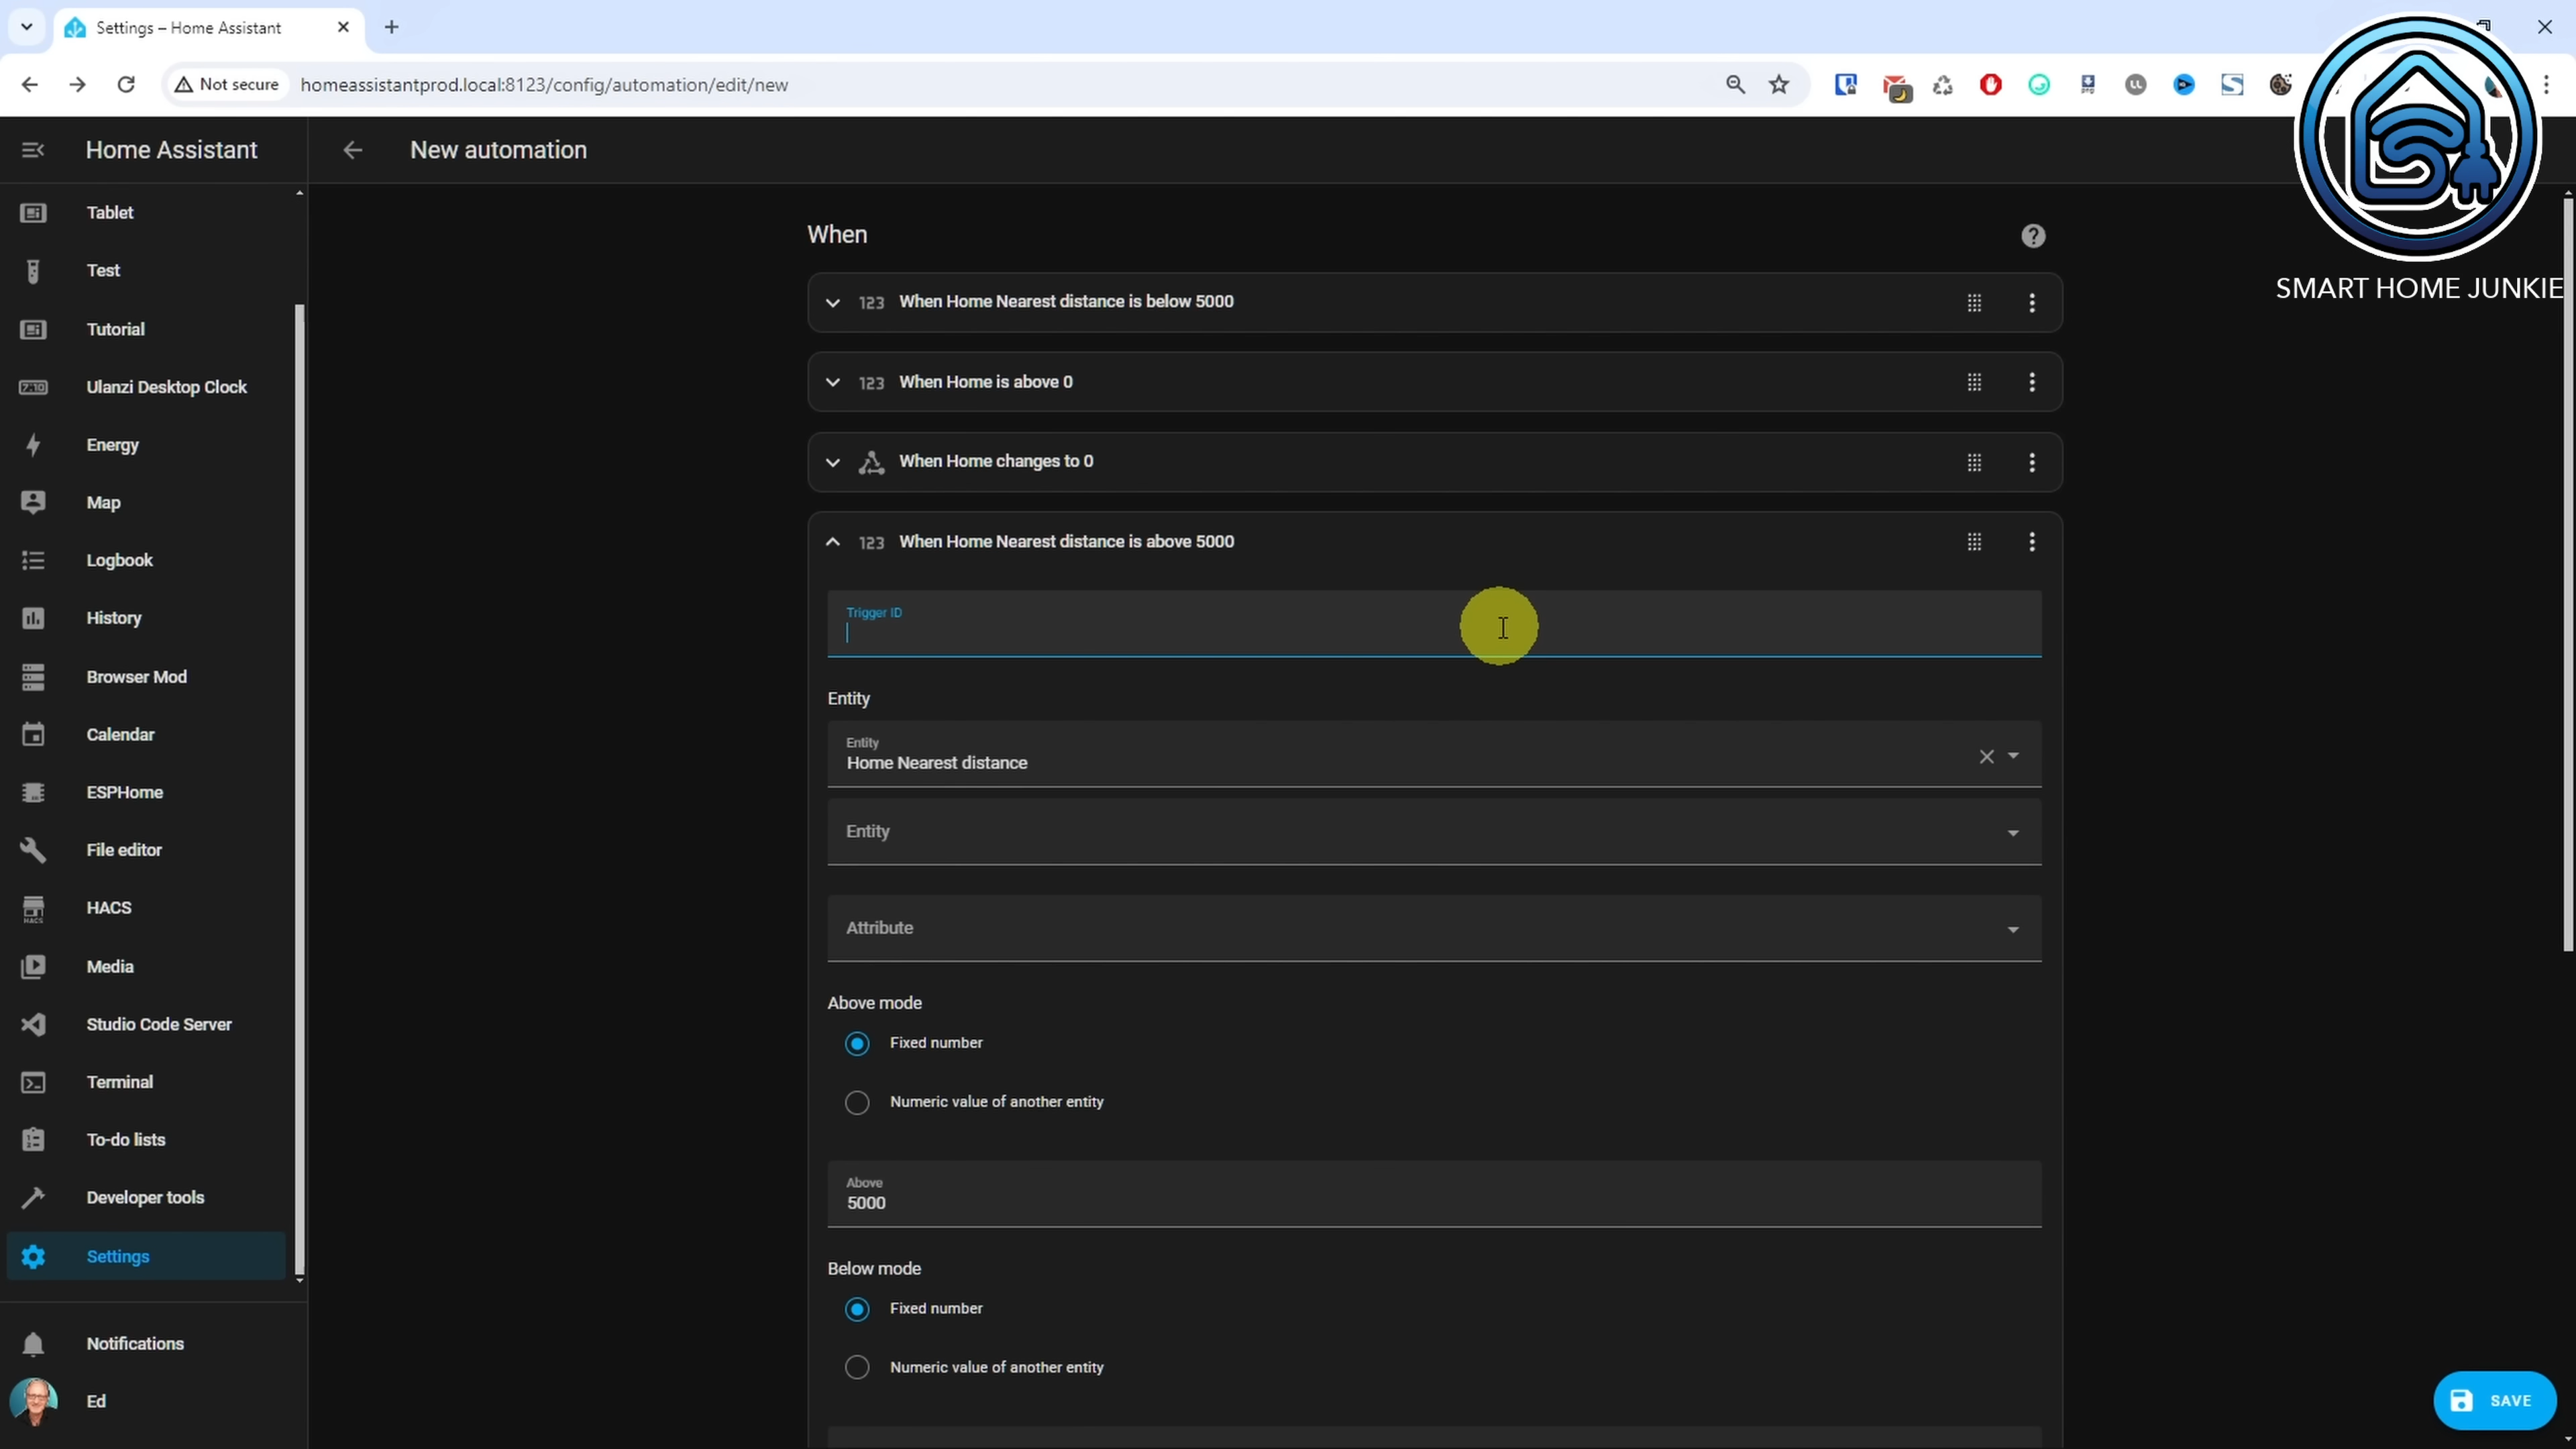 Settings – Home Assistant
Not secure
homeassistantprod.local:8123/config/automation/edit/new
SMART HOME JUNKIE
Home Assistant
New automation
Tablet
Test
Tutorial
Ulanzi Desktop Clock
Energy
Map
Logbook
History
Browser Mod
Calendar
ESPHome
File editor
HACS
Media
Studio Code Server
Terminal
To-do lists
Developer tools
Settings
Notifications
Ed
When
123 When Home Nearest distance is below 5000
123 When Home is above 0
When Home changes to 0
123 When Home Nearest distance is above 5000
Trigger ID
Entity
Entity
Home Nearest distance
Entity
Attribute
Above mode
Fixed number
Numeric value of another entity
Above
5000
Below mode
Fixed number
Numeric value of another entity
SAVE